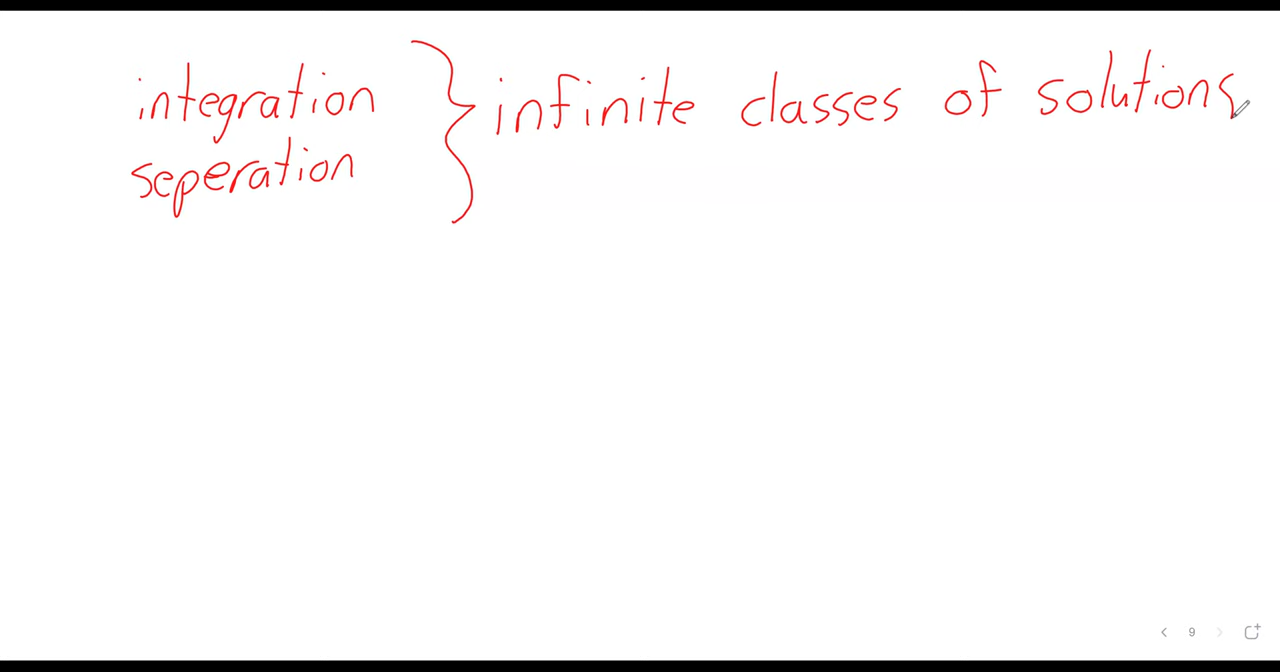 integration } infinite classes of solutions
seperation
9